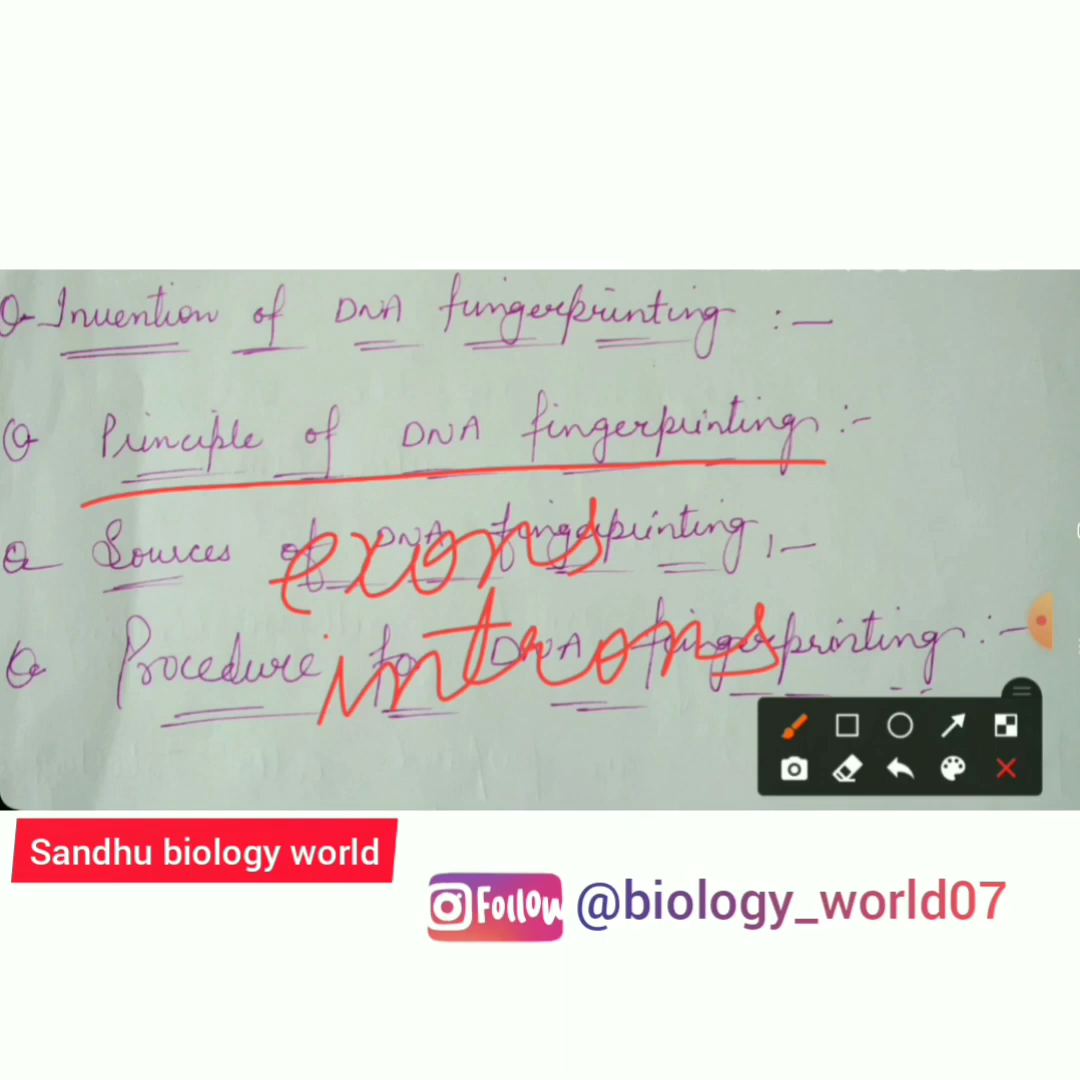 Q Invention of DNA fingerprinting :-
Q Principle of DNA fingerprinting :-
Q Sources of DNA fingerprinting :-
exons
Q Procedure for DNA fingerprinting :-
introns
Sandhu biology world
Follow @biology_world07